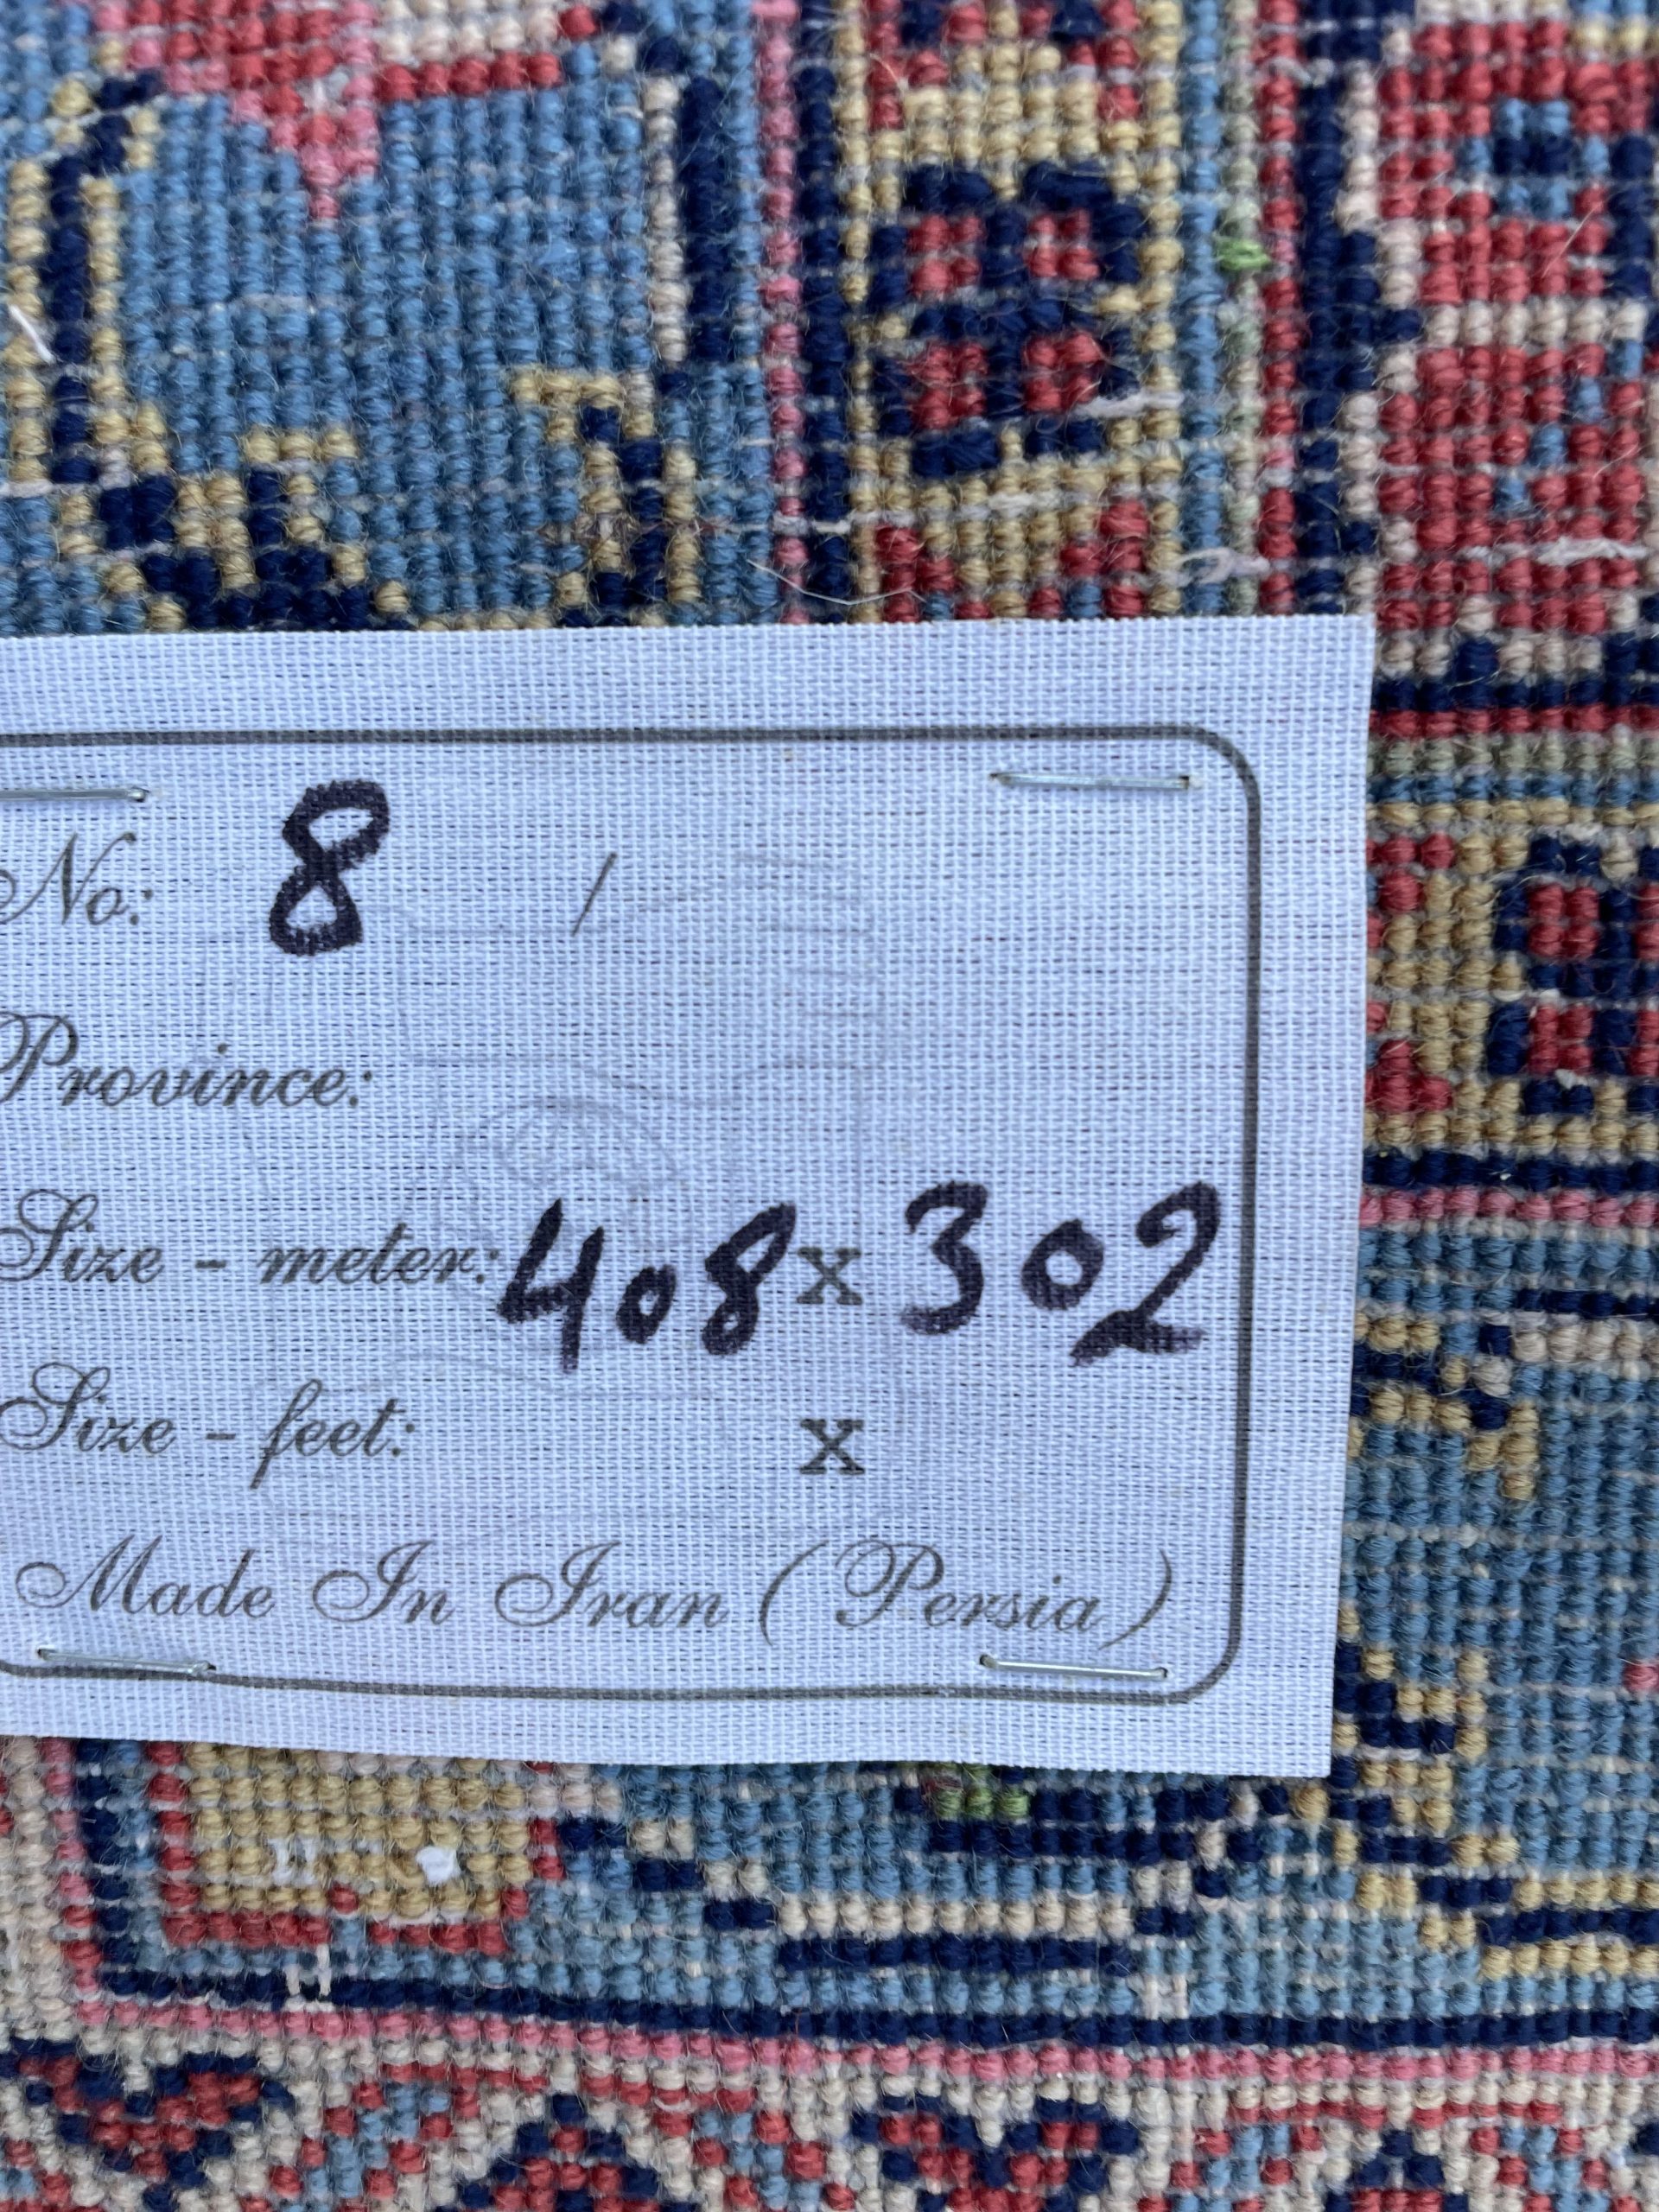 No: 8 /
Province:
Size - meter: 408 x 302
Size - feet: x
Made In Iran (Persia)